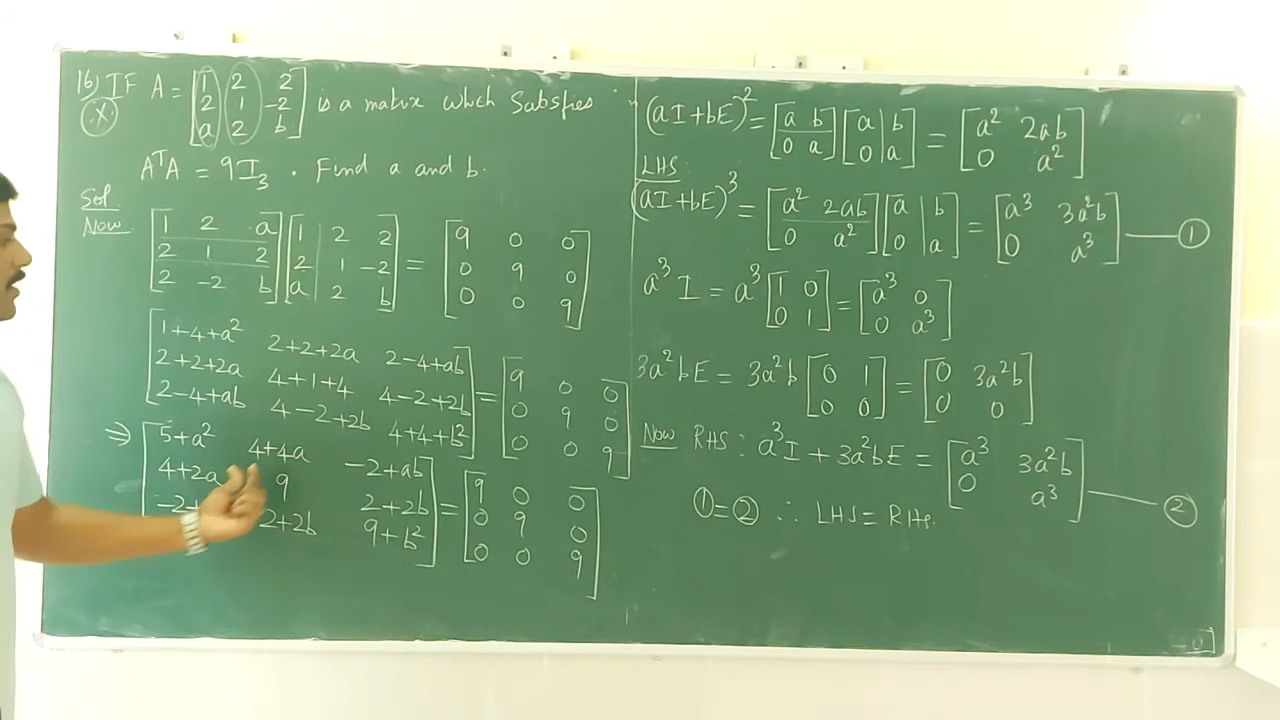 16) IF A = [1 2 2
2 1 -2
a 2 b] is a matrix which satisfies
(X)
AᵀA = 9I₃. Find a and b.
Sol.
Now
[1 2 a
2 1 2
2 -2 b] [1 2 2
2 1 -2
a 2 b] = [9 0 0
0 9 0
0 0 9]
[1+4+a² 2+2+2a 2-4+ab
2+2+2a 4+1+4 4-2+2b
2-4+ab 4-2+2b 4+4+b²] = [9 0 0
0 9 0
0 0 9]
⇒ [5+a² 4+4a -2+ab
4+2a 9 2+2b
-2+ 2+2b 9+b²] = [9 0 0
0 9 0
0 0 9]
(aI+bE)² = [a b
0 a] [a b
0 a] = [a² 2ab
0 a²]
LHS
(aI+bE)³ = [a² 2ab
0 a²] [a b
0 a] = [a³ 3a²b
0 a³] — ①
a³I = a³ [1 0
0 1] = [a³ 0
0 a³]
3a²bE = 3a²b [0 1
0 0] = [0 3a²b
0 0]
Now RHS: a³I + 3a²bE = [a³ 3a²b
0 a³] — ②
① = ② ∴ LHS = RHS.